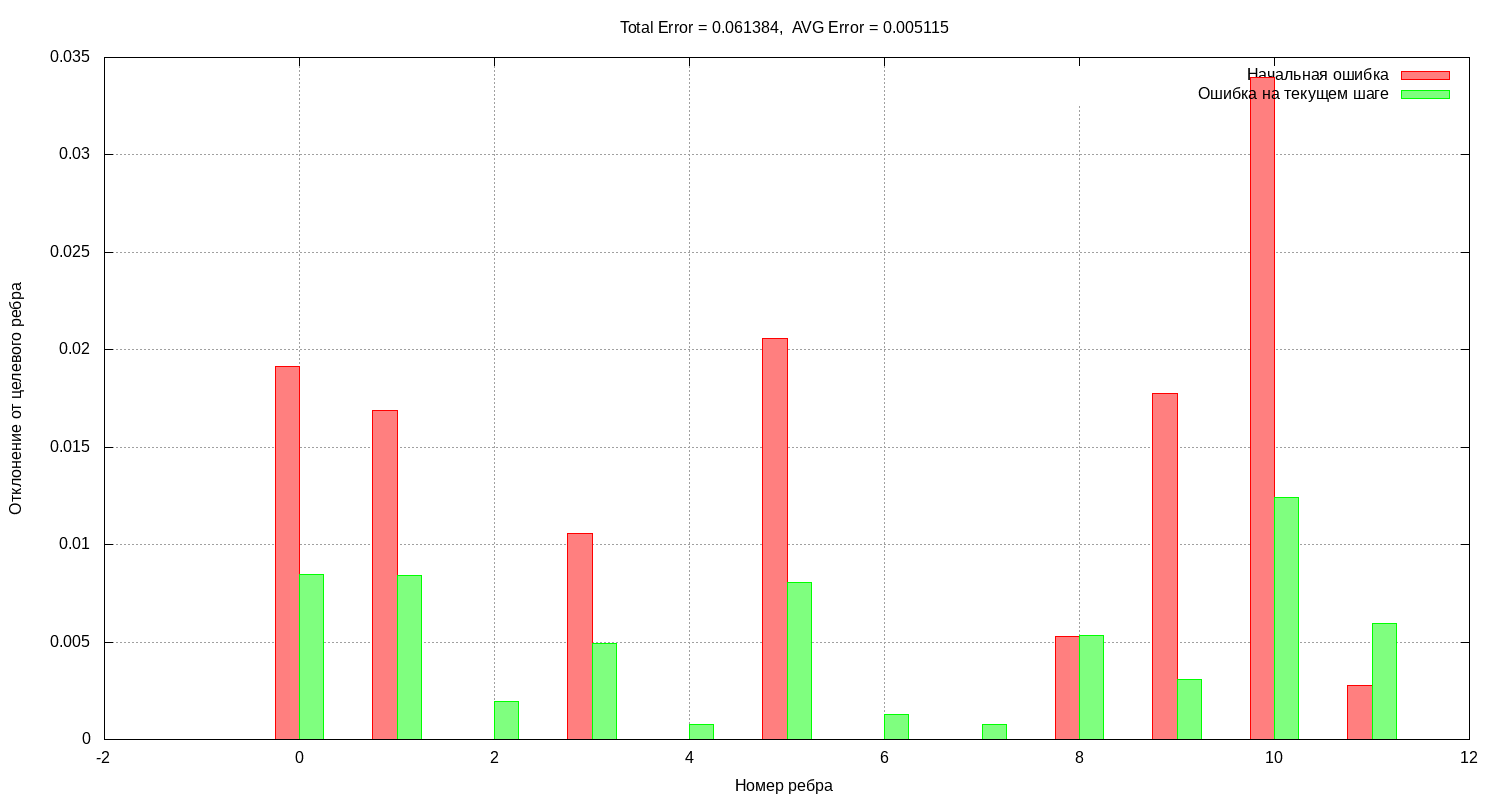 Total Error = 0.061384,  AVG Error = 0.005115
Начальная ошибка
Ошибка на текущем шаге
0.035
0.03
0.025
0.02
0.015
0.01
0.005
0
Отклонение от целевого ребра
-2 0 2 4 6 8 10 12
Номер ребра